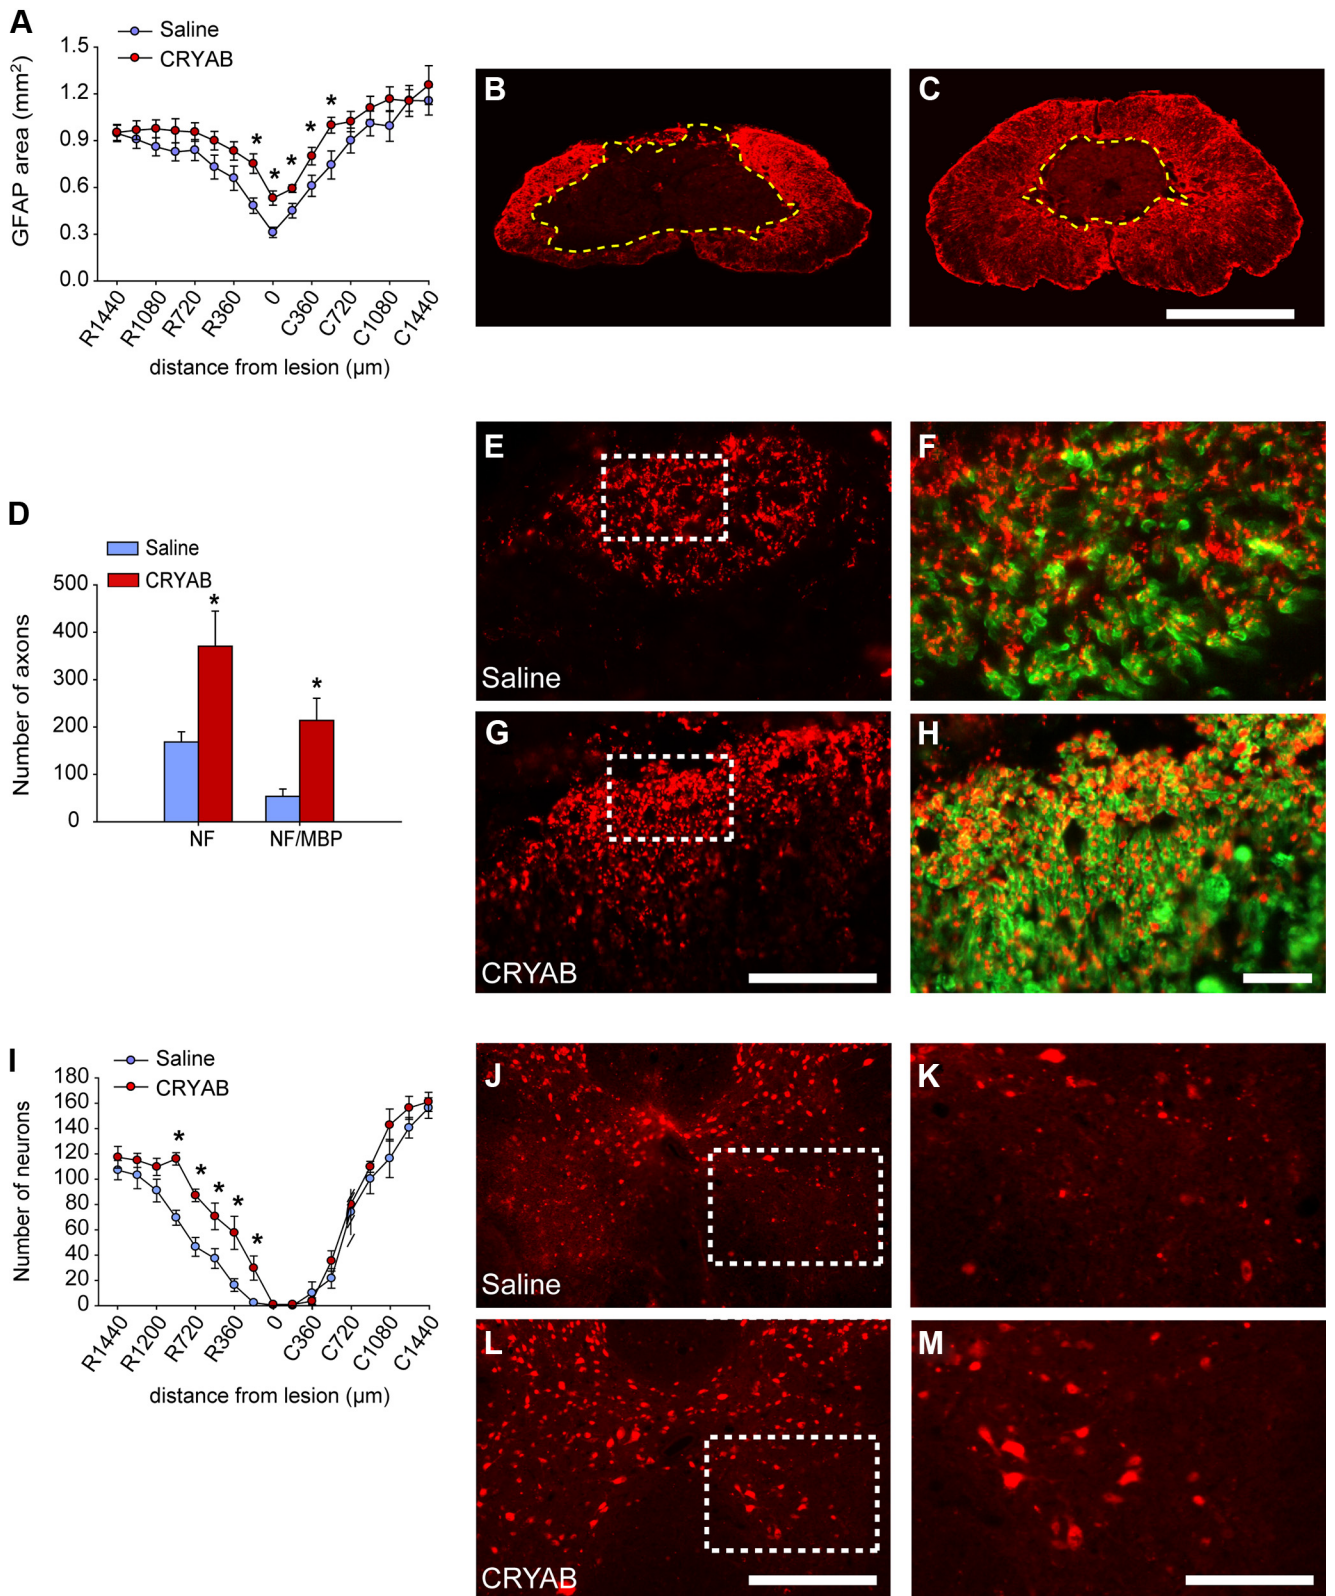 A
Saline
CRYAB
GFAP area (mm²)
1.5
1.2
0.9
0.6
0.3
0.0
* * * * *
R1440
R1080
R720
R360
0
C360
C720
C1080
C1440
distance from lesion (µm)
B
C
D
Saline
CRYAB
Number of axons
500
400
300
200
100
0
* *
NF
NF/MBP
E
Saline
F
G
CRYAB
H
I
Saline
CRYAB
Number of neurons
180
160
140
120
100
80
60
40
20
0
* * * * *
R1440
R1200
R720
R360
0
C360
C720
C1080
C1440
distance from lesion (µm)
J
Saline
K
L
CRYAB
M